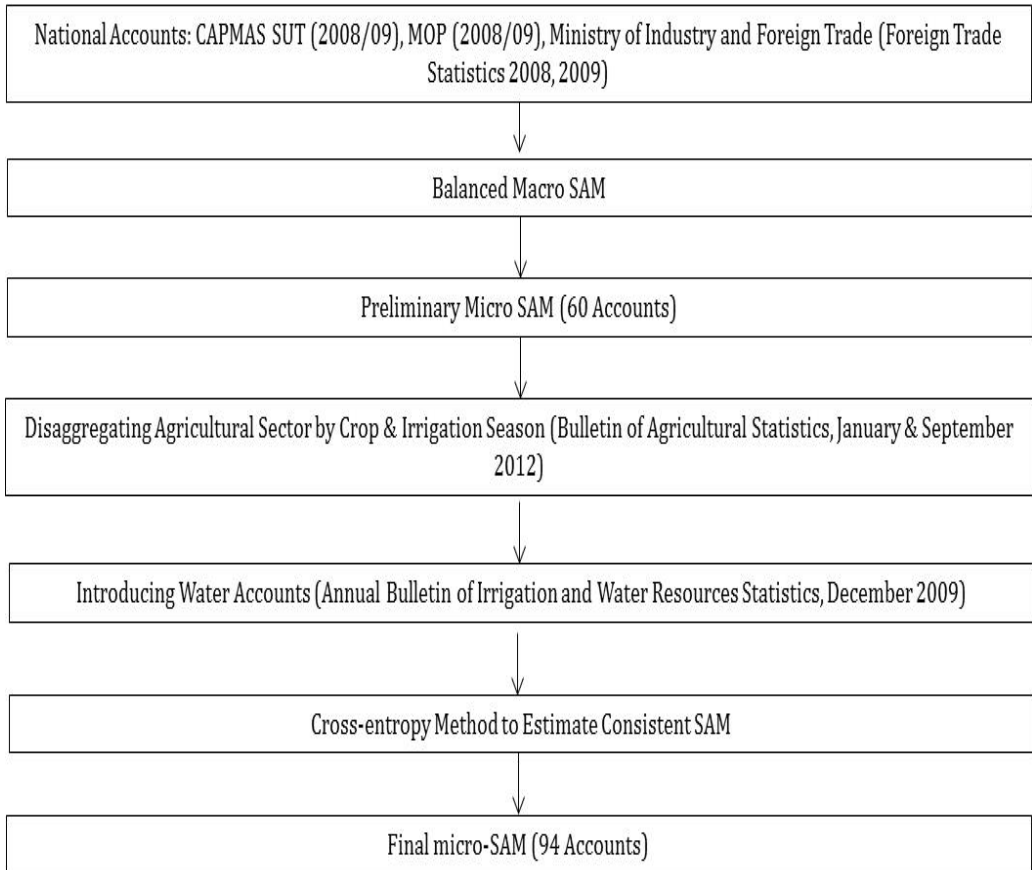 National Accounts: CAPMAS SUT (2008/09), MOP (2008/09), Ministry of Industry and Foreign Trade (Foreign Trade
Statistics 2008, 2009)
Balanced Macro SAM
Preliminary Micro SAM (60 Accounts)
Disaggregating Agricultural Sector by Crop & Irrigation Season (Bulletin of Agricultural Statistics, January & September
2012)
Introducing Water Accounts (Annual Bulletin of Irrigation and Water Resources Statistics, December 2009)
Cross-entropy Method to Estimate Consistent SAM
Final micro-SAM (94 Accounts)